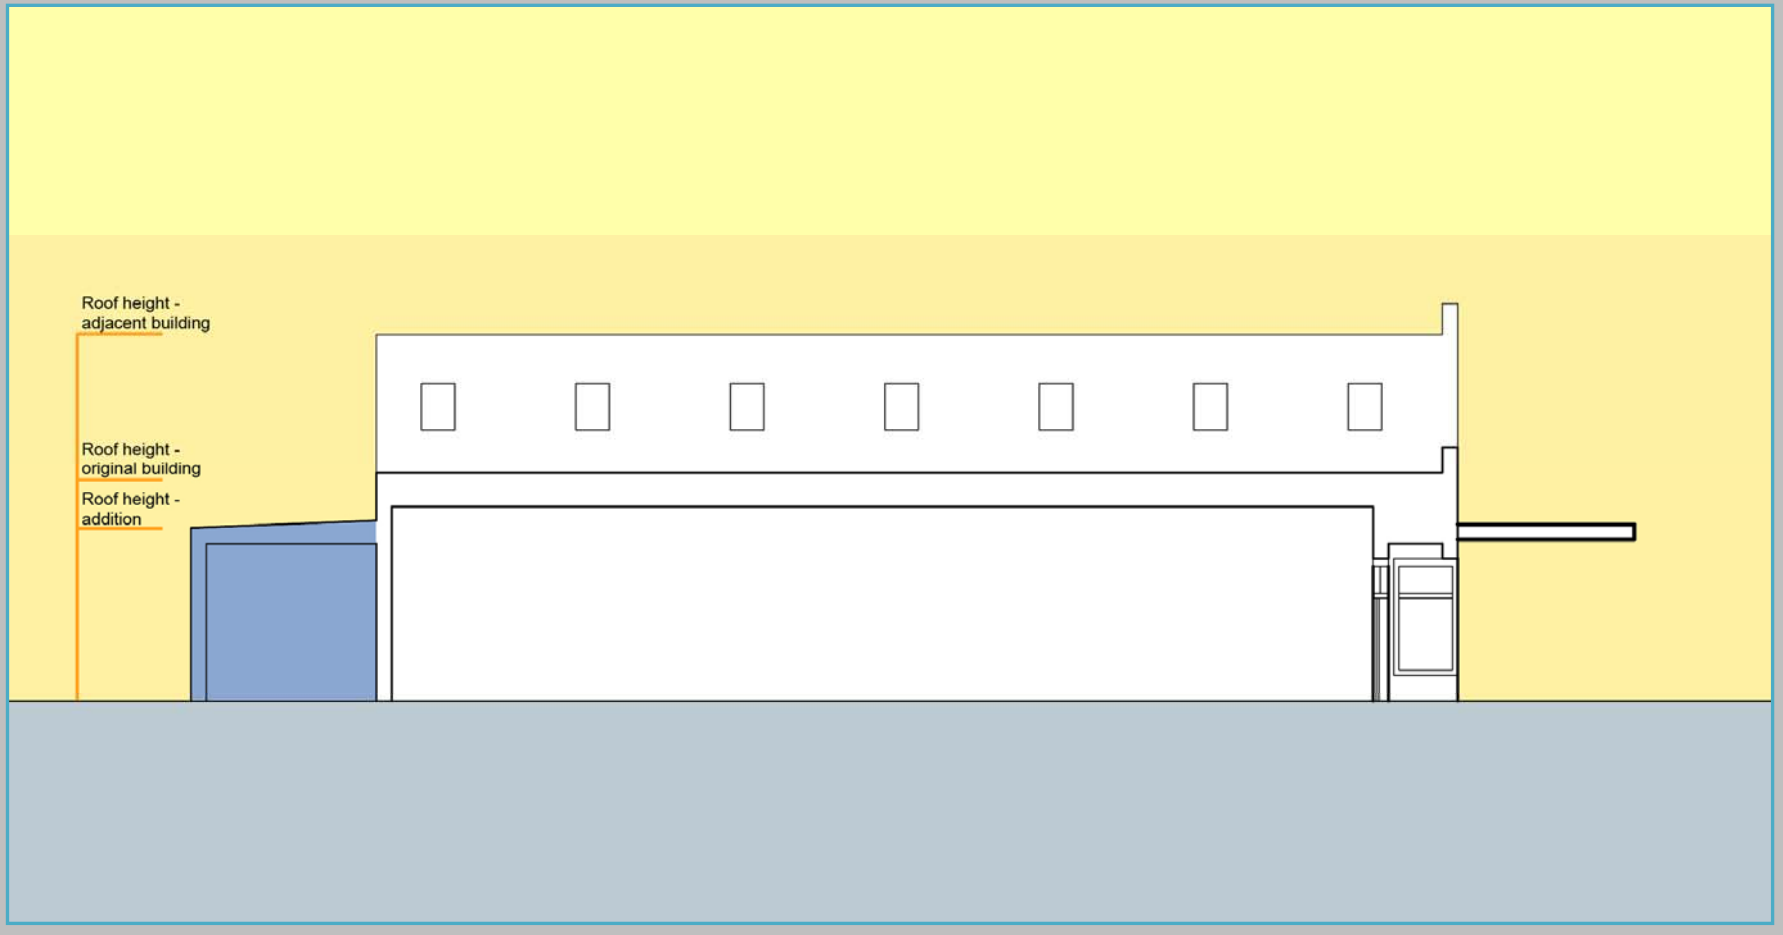 Roof height -
adjacent building
Roof height -
original building
Roof height -
addition